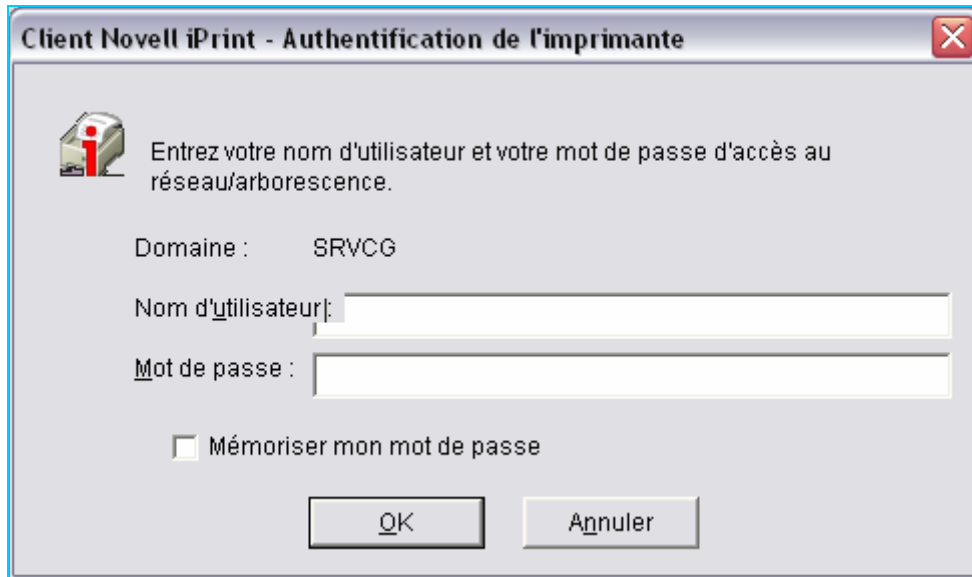 Client Novell iPrint - Authentification de l'imprimante
Entrez votre nom d'utilisateur et votre mot de passe d'accès au
réseau/arborescence.
Domaine : SRVCG
Nom d'utilisateur :
Mot de passe :
Mémoriser mon mot de passe
OK Annuler